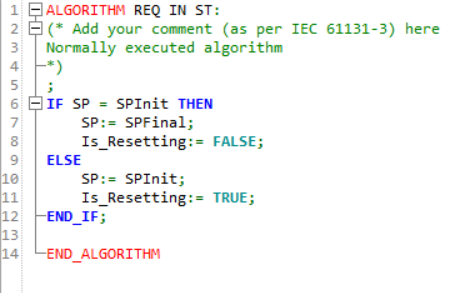 1 ALGORITHM REQ IN ST:
2 (* Add your comment (as per IEC 61131-3) here
3 Normally executed algorithm
4 *)
5 ;
6 IF SP = SPInit THEN
7 SP:= SPFinal;
8 Is_Resetting:= FALSE;
9 ELSE
10 SP:= SPInit;
11 Is_Resetting:= TRUE;
12 END_IF;
13
14 END_ALGORITHM